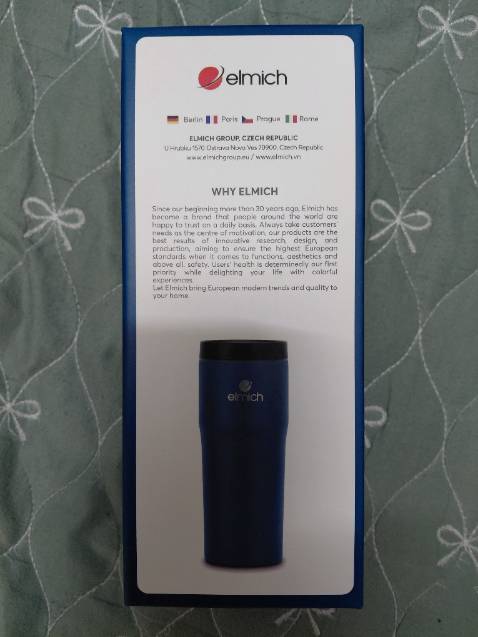 elmich
Berlin Paris Prague Rome
ELMICH GROUP, CZECH REPUBLIC
U Hrubku 1570 Ostrava Nova Ves 70900, Czech Republic
www.elmichgroup.eu / www.elmich.vn
WHY ELMICH
Since our beginning more than 30 years ago, Elmich has
become a brand that people around the world are
happy to trust on a daily basis. Always take customers'
needs as the centre of motivation, our products are the
best results of innovative research, design, and
production, aiming to ensure the highest European
standards when it comes to functions, aesthetics and
above all, safety. Users' health is determinedly our first
priority while delighting your life with colorful
experiences.
Let Elmich bring European modern trends and quality to
your home.
elmich